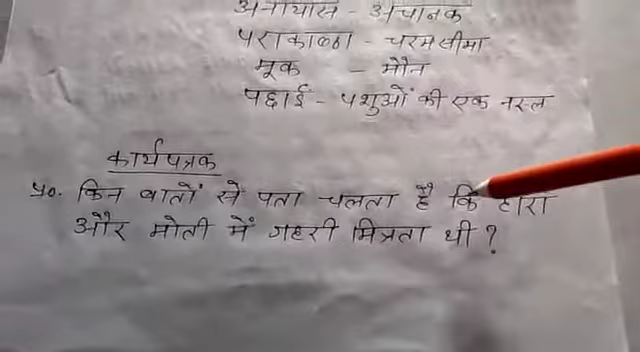 अनायास - अचानक
पराकाष्ठा - चरमसीमा
मूक - मौन
पछाई - पशुओं की एक नस्ल
कार्यपत्रक
प्र०. किन बातों से पता चलता है कि हीरा
और मोती में गहरी मित्रता थी ?